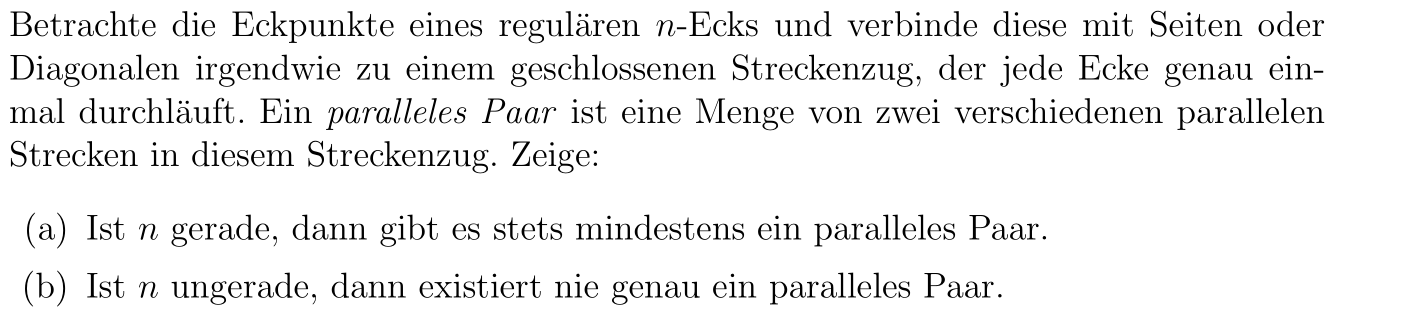 Betrachte die Eckpunkte eines regulären n-Ecks und verbinde diese mit Seiten oder
Diagonalen irgendwie zu einem geschlossenen Streckenzug, der jede Ecke genau ein-
mal durchläuft. Ein paralleles Paar ist eine Menge von zwei verschiedenen parallelen
Strecken in diesem Streckenzug. Zeige:
(a) Ist n gerade, dann gibt es stets mindestens ein paralleles Paar.
(b) Ist n ungerade, dann existiert nie genau ein paralleles Paar.